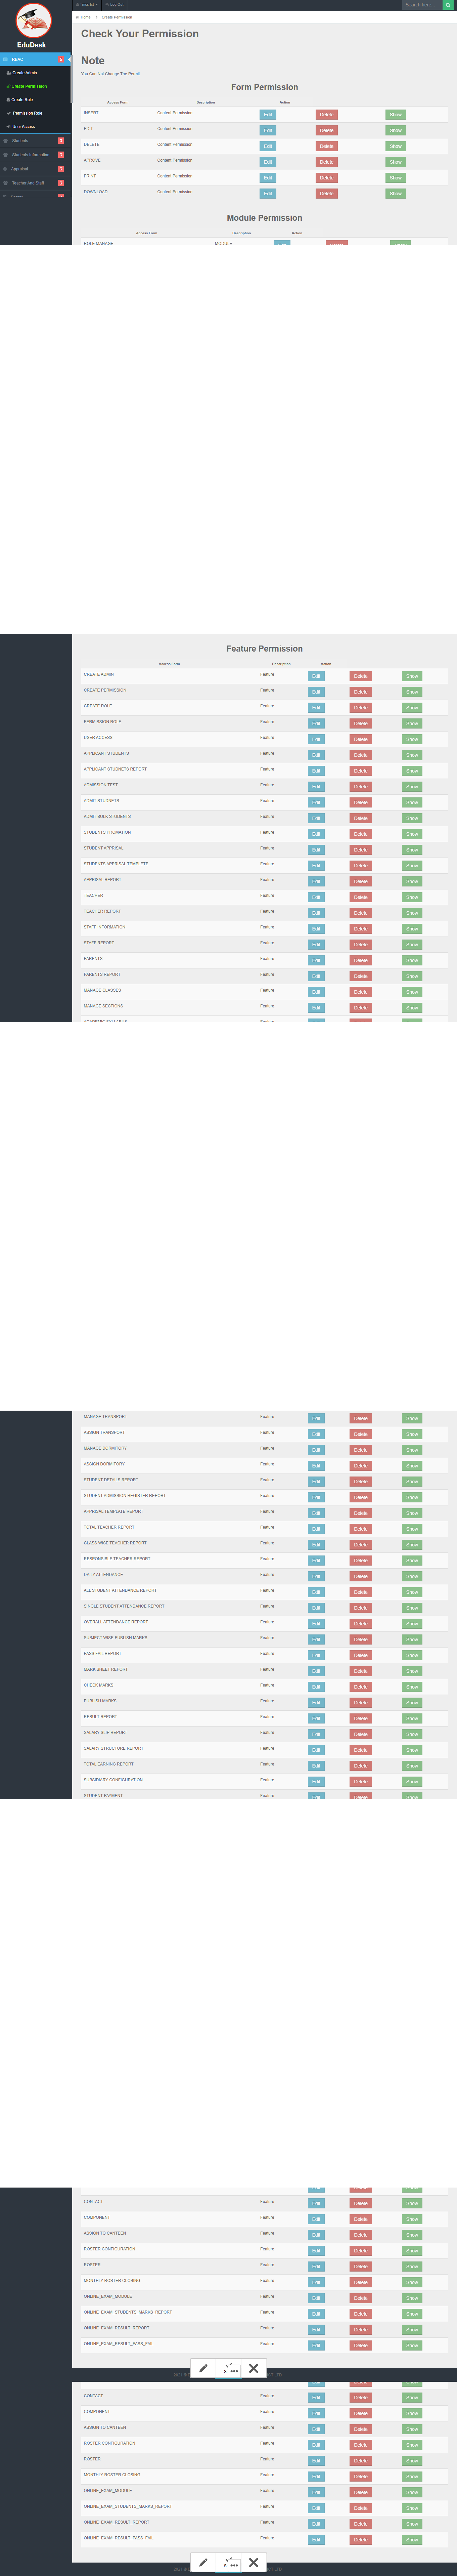 Log Out
Search here..
EduDesk
Home
Create Permission
RBAC
Create Admin
Create Permission
Create Role
Permission Role
User Access
Students
Students Information
Appraisal
Teacher And Staff
Check Your Permission
Note
You Can Not Change The Permit
Form Permission
Access Form Description Action
INSERT Content Permission Edit Delete Show
EDIT Content Permission Edit Delete Show
DELETE Content Permission Edit Delete Show
APROVE Content Permission Edit Delete Show
PRINT Content Permission Edit Delete Show
DOWNLOAD Content Permission Edit Delete Show
Module Permission
Access Form Description Action
ROLE MANAGE MODULE
Feature Permission
Access Form Description Action
CREATE ADMIN Feature Edit Delete Show
CREATE PERMISSION Feature Edit Delete Show
CREATE ROLE Feature Edit Delete Show
PERMISSION ROLE Feature Edit Delete Show
USER ACCESS Feature Edit Delete Show
APPLICANT STUDENTS Feature Edit Delete Show
APPLICANT STUDNETS REPORT Feature Edit Delete Show
ADMISSION TEST Feature Edit Delete Show
ADMIT STUDNETS Feature Edit Delete Show
ADMIT BULK STUDENTS Feature Edit Delete Show
STUDENTS PROMATION Feature Edit Delete Show
STUDENT APPRISAL Feature Edit Delete Show
STUDENTS APPRISAL TEMPLETE Feature Edit Delete Show
APPRISAL REPORT Feature Edit Delete Show
TEACHER Feature Edit Delete Show
TEACHER REPORT Feature Edit Delete Show
STAFF INFORMATION Feature Edit Delete Show
STAFF REPORT Feature Edit Delete Show
PARENTS Feature Edit Delete Show
PARENTS REPORT Feature Edit Delete Show
MANAGE CLASSES Feature Edit Delete Show
MANAGE SECTIONS Feature Edit Delete Show
MANAGE TRANSPORT Feature Edit Delete Show
ASSIGN TRANSPORT Feature Edit Delete Show
MANAGE DORMITORY Feature Edit Delete Show
ASSIGN DORMITORY Feature Edit Delete Show
STUDENT DETAILS REPORT Feature Edit Delete Show
STUDENT ADMISSION REGISTER REPORT Feature Edit Delete Show
APPRISAL TEMPLATE REPORT Feature Edit Delete Show
TOTAL TEACHER REPORT Feature Edit Delete Show
CLASS WISE TEACHER REPORT Feature Edit Delete Show
RESPONSIBLE TEACHER REPORT Feature Edit Delete Show
DAILY ATTENDANCE Feature Edit Delete Show
ALL STUDENT ATTENDANCE REPORT Feature Edit Delete Show
SINGLE STUDENT ATTENDANCE REPORT Feature Edit Delete Show
OVERALL ATTENDANCE REPORT Feature Edit Delete Show
SUBJECT WISE PUBLISH MARKS Feature Edit Delete Show
PASS FAIL REPORT Feature Edit Delete Show
MARK SHEET REPORT Feature Edit Delete Show
CHECK MARKS Feature Edit Delete Show
PUBLISH MARKS Feature Edit Delete Show
RESULT REPORT Feature Edit Delete Show
SALARY SLIP REPORT Feature Edit Delete Show
SALARY STRUCTURE REPORT Feature Edit Delete Show
TOTAL EARNING REPORT Feature Edit Delete Show
SUBSIDIARY CONFIGURATION Feature Edit Delete Show
STUDENT PAYMENT Feature Edit Delete Show
CONTACT Feature Edit Delete Show
COMPONENT Feature Edit Delete Show
ASSIGN TO CANTEEN Feature Edit Delete Show
ROSTER CONFIGURATION Feature Edit Delete Show
ROSTER Feature Edit Delete Show
MONTHLY ROSTER CLOSING Feature Edit Delete Show
ONLINE_EXAM_MODULE Feature Edit Delete Show
ONLINE_EXAM_STUDENTS_MARKS_REPORT Feature Edit Delete Show
ONLINE_EXAM_RESULT_REPORT Feature Edit Delete Show
ONLINE_EXAM_RESULT_PASS_FAIL Feature Edit Delete Show
CONTACT Feature Edit Delete Show
COMPONENT Feature Edit Delete Show
ASSIGN TO CANTEEN Feature Edit Delete Show
ROSTER CONFIGURATION Feature Edit Delete Show
ROSTER Feature Edit Delete Show
MONTHLY ROSTER CLOSING Feature Edit Delete Show
ONLINE_EXAM_MODULE Feature Edit Delete Show
ONLINE_EXAM_STUDENTS_MARKS_REPORT Feature Edit Delete Show
ONLINE_EXAM_RESULT_REPORT Feature Edit Delete Show
ONLINE_EXAM_RESULT_PASS_FAIL Feature Edit Delete Show